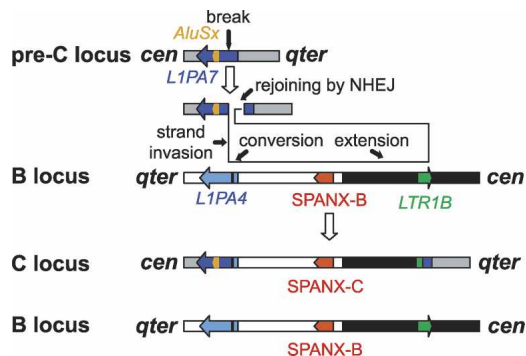 break
AluSx
cen qter
pre-C locus
L1PA7
rejoining by NHEJ
strand invasion conversion extension
B locus qter cen
L1PA4 SPANX-B LTR1B
C locus cen qter
SPANX-C
B locus qter cen
SPANX-B